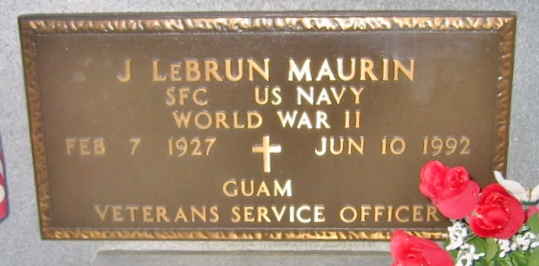 J LeBRUN MAURIN
SFC US NAVY
WORLD WAR II
FEB 7 1927 JUN 10 1992
GUAM
VETERANS SERVICE OFFICER